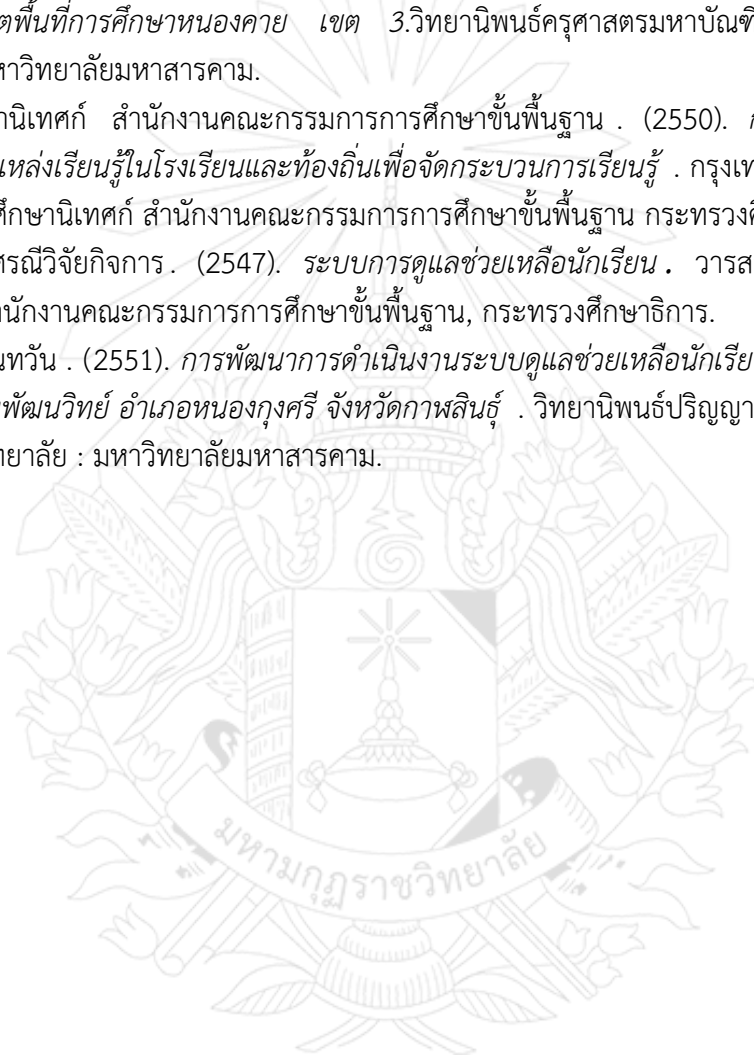 ตพื้นที่การศึกษาหนองคาย เขต 3.วิทยานิพนธ์ครุศาสตรมหาบัณฑิ
หาวิทยาลัยมหาสารคาม.
านิเทศก์ สำนักงานคณะกรรมการการศึกษาขั้นพื้นฐาน . (2550).
แหล่งเรียนรู้ในโรงเรียนและท้องถิ่นเพื่อจัดกระบวนการเรียนรู้ . กรุงเท
ศึกษานิเทศก์ สำนักงานคณะกรรมการการศึกษาขั้นพื้นฐาน กระทรวงศึ
ศรณีวิจัยกิจการ. (2547). ระบบการดูแลช่วยเหลือนักเรียน . วารส
านักงานคณะกรรมการการศึกษาขั้นพื้นฐาน, กระทรวงศึกษาธิการ.
นทวัน . (2551). การพัฒนาการดำเนินงานระบบดูแลช่วยเหลือนักเรีย
พัฒนวิทย์ อำเภอหนองกุงศรี จังหวัดกาฬสินธุ์ . วิทยานิพนธ์ปริญญา
ทยาลัย : มหาวิทยาลัยมหาสารคาม.
มหามกุฏราชวิทยาลัย